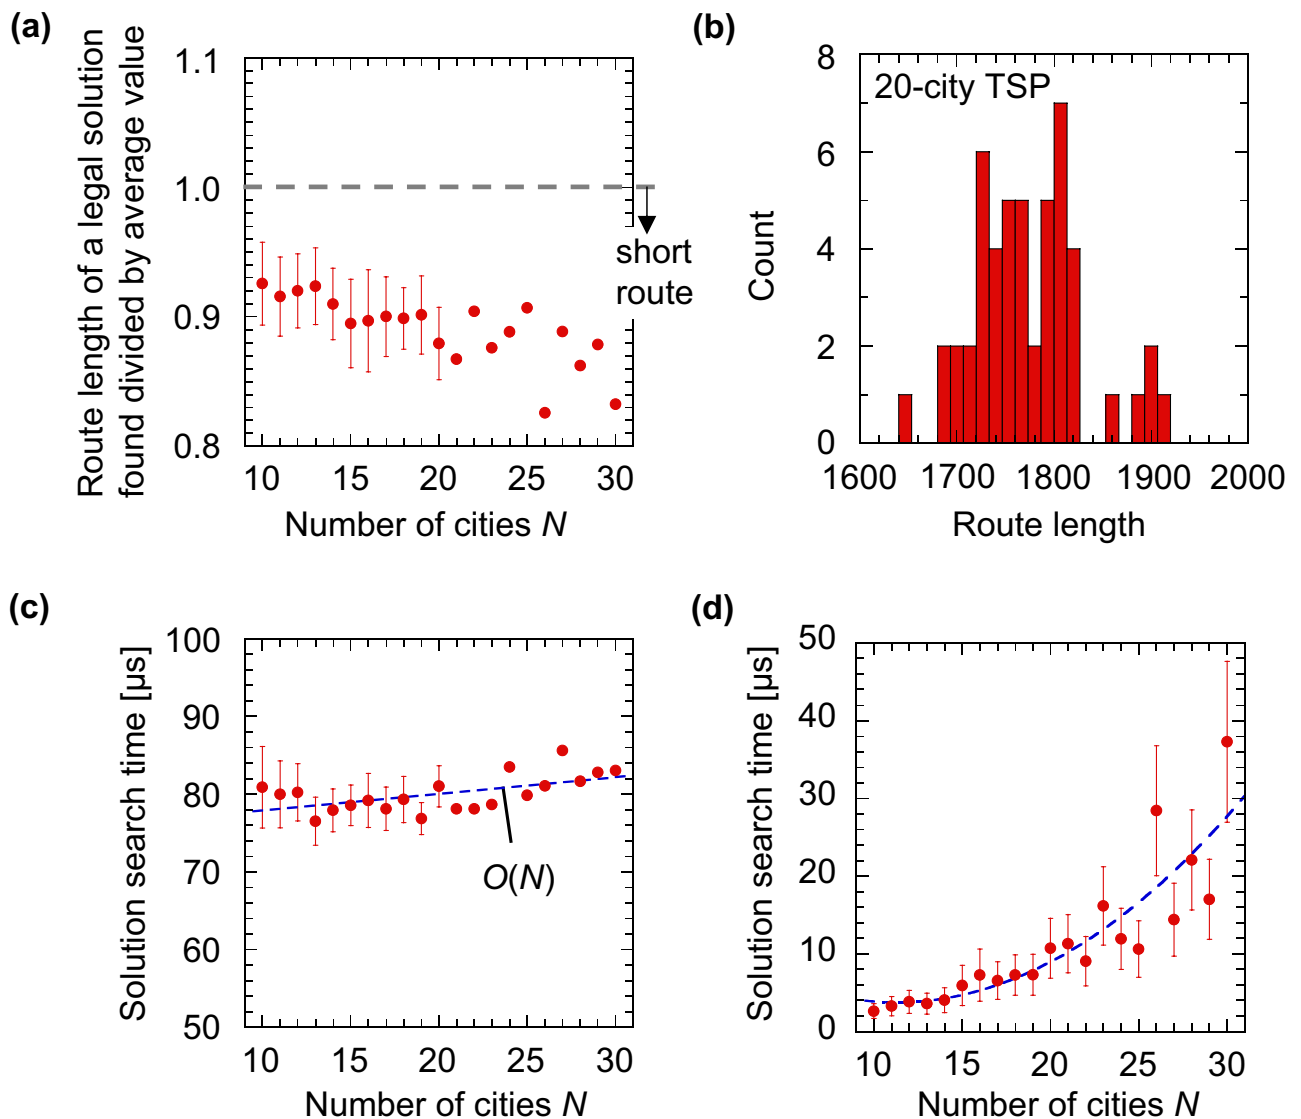 (a)
Route length of a legal solution
found divided by average value
1.1
1.0
0.9
0.8
short
route
10 15 20 25 30
Number of cities N
(b)
20-city TSP
Count
8
6
4
2
0
1600 1700 1800 1900 2000
Route length
(c)
Solution search time [µs]
100
90
80
70
60
50
O(N)
10 15 20 25 30
Number of cities N
(d)
Solution search time [µs]
50
40
30
20
10
0
10 15 20 25 30
Number of cities N